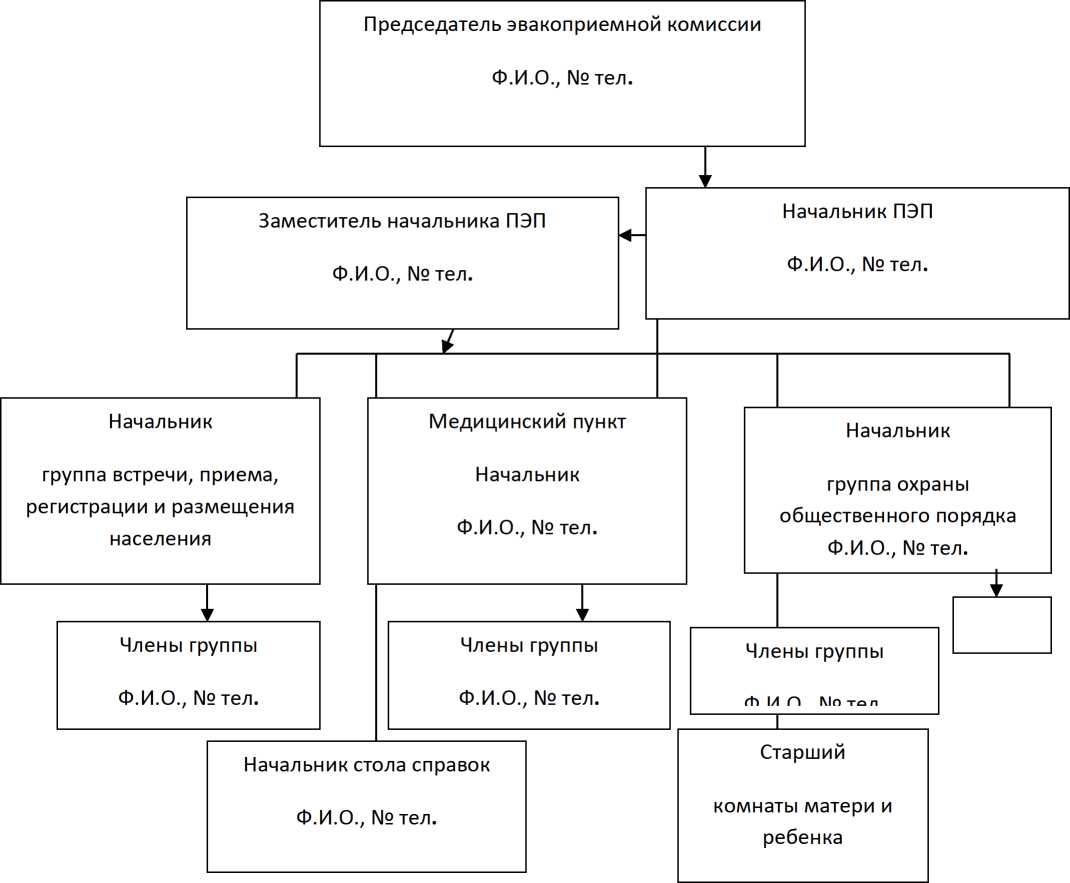 Председатель эвакоприемной комиссии
Ф.И.О., № тел.
Заместитель начальника ПЭП
Ф.И.О., № тел.
Начальник ПЭП
Ф.И.О., № тел.
Начальник
группа встречи, приема,
регистрации и размещения
населения
Медицинский пункт
Начальник
Ф.И.О., № тел.
Начальник
группа охраны
общественного порядка
Ф.И.О., № тел.
Члены группы
Ф.И.О., № тел.
Члены группы
Ф.И.О., № тел.
Члены группы
Ф.И.О., № тел
Начальник стола справок
Ф.И.О., № тел.
Старший
комнаты матери и
ребенка